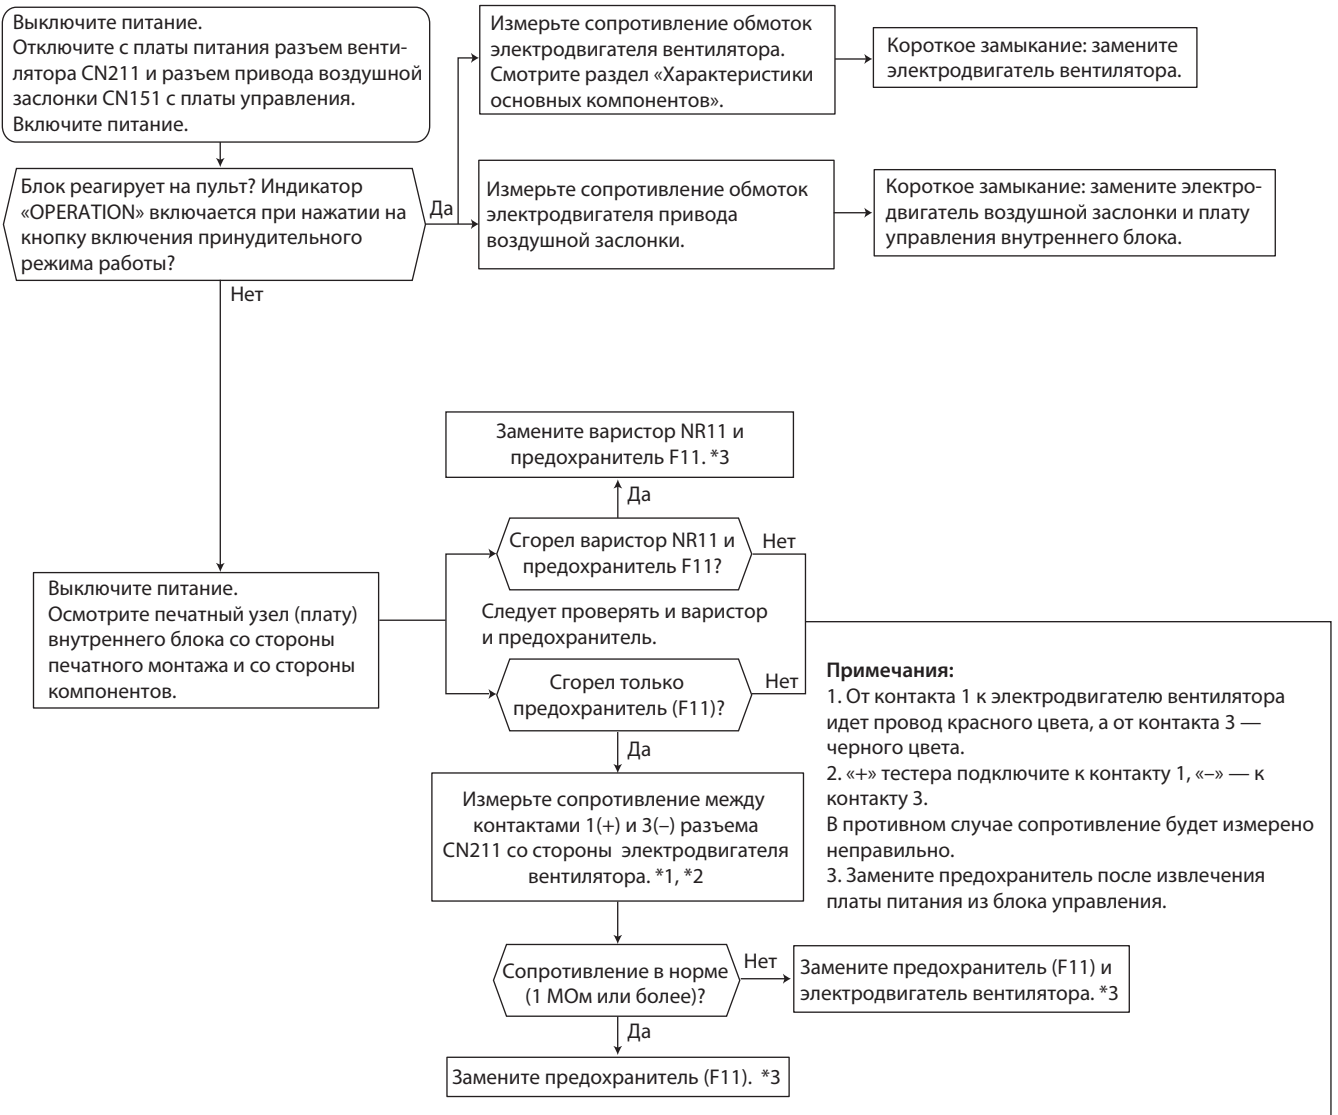 Выключите питание.
Отключите с платы питания разъем венти-
лятора CN211 и разъем привода воздушной
заслонки CN151 с платы управления.
Включите питание.
Измерьте сопротивление обмоток
электродвигателя вентилятора.
Смотрите раздел «Характеристики
основных компонентов».
Короткое замыкание: замените
электродвигатель вентилятора.
Блок реагирует на пульт? Индикатор
«OPERATION» включается при нажатии на
кнопку включения принудительного
режима работы?
Да
Измерьте сопротивление обмоток
электродвигателя привода
воздушной заслонки.
Короткое замыкание: замените электро-
двигатель воздушной заслонки и плату
управления внутреннего блока.
Нет
Замените варистор NR11 и
предохранитель F11. *3
Да
Сгорел варистор NR11 и
предохранитель F11?
Нет
Выключите питание.
Осмотрите печатный узел (плату)
внутреннего блока со стороны
печатного монтажа и со стороны
компонентов.
Следует проверять и варистор
и предохранитель.
Сгорел только
предохранитель (F11)?
Нет
Да
Примечания:
1. От контакта 1 к электродвигателю вентилятора
идет провод красного цвета, а от контакта 3 —
черного цвета.
2. «+» тестера подключите к контакту 1, «–» — к
контакту 3.
В противном случае сопротивление будет измерено
неправильно.
3. Замените предохранитель после извлечения
платы питания из блока управления.
Измерьте сопротивление между
контактами 1(+) и 3(–) разъема
CN211 со стороны электродвигателя
вентилятора. *1, *2
Сопротивление в норме
(1 МОм или более)?
Нет
Замените предохранитель (F11) и
электродвигатель вентилятора. *3
Да
Замените предохранитель (F11). *3